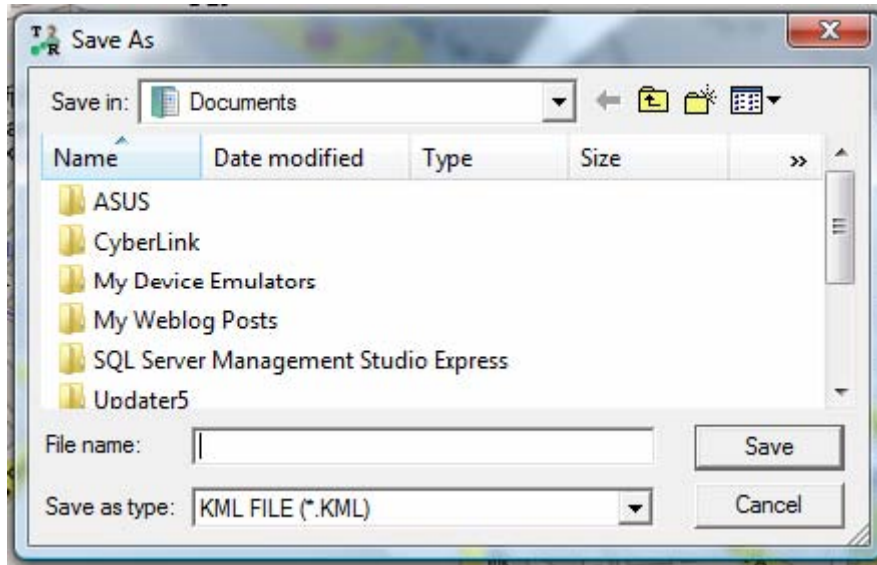 T 2 R Save As
Save in: Documents
Name Date modified Type Size »
ASUS
CyberLink
My Device Emulators
My Weblog Posts
SQL Server Management Studio Express
Updater5
File name: Save
Save as type: KML FILE (*.KML) Cancel